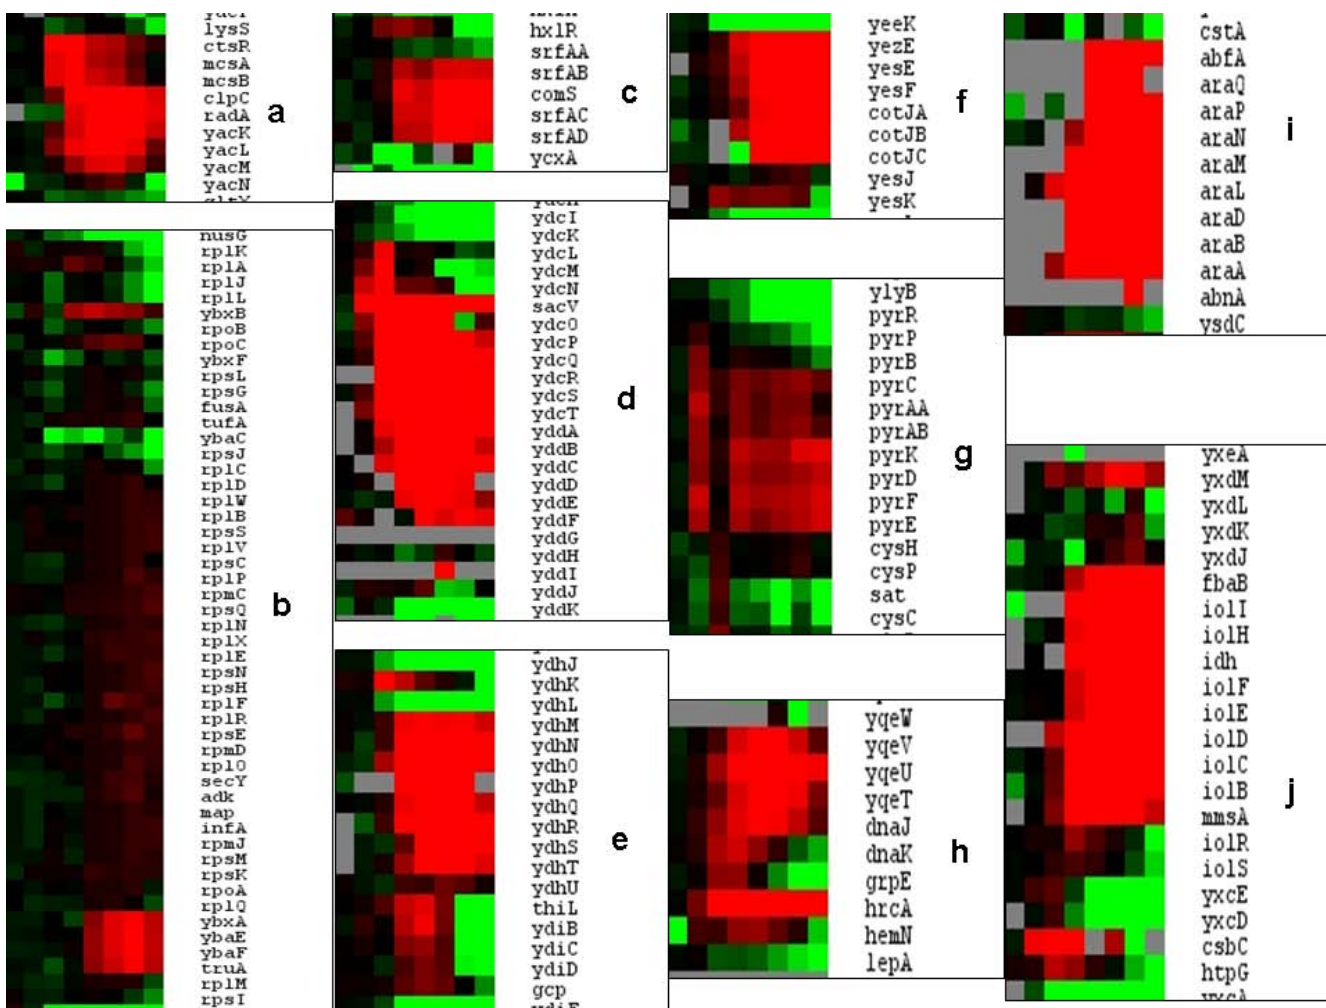 lysS
ctsR
mcsA
mcsB
clpC
radA
yacK
yacL
yacM
yacN
a
nusG
rplK
rplA
rplJ
rplL
ybxB
rpoB
rpoC
ybxF
rpsL
rpsG
fusA
tufA
ybaC
rpsJ
rplC
rplD
rplW
rplB
rpsS
rplV
rpsC
rplP
rpmC
rpsQ
rplN
rplX
rplE
rpsN
rpsH
rplF
rplR
rpsE
rpmD
rplO
secY
adk
map
infA
rpmJ
rpsM
rpsK
rpoA
rplQ
ybxA
ybaE
ybaF
truA
rplM
rpsI
b
hxlR
srfAA
srfAB
comS
srfAC
srfAD
ycxA
c
ydcI
ydcK
ydcL
ydcM
ydcN
sacV
ydcO
ydcP
ydcQ
ydcR
ydcS
ydcT
yddA
yddB
yddC
yddD
yddE
yddF
yddG
yddH
yddI
yddJ
yddK
d
ydhJ
ydhK
ydhL
ydhM
ydhN
ydhO
ydhP
ydhQ
ydhR
ydhS
ydhT
ydhU
thiL
ydiB
ydiC
ydiD
gcp
e
yeeK
yezE
yesE
yesF
cotJA
cotJB
cotJC
yesJ
yesK
f
ylyB
pyrR
pyrP
pyrB
pyrC
pyrAA
pyrAB
pyrK
pyrD
pyrF
pyrE
cysH
cysP
sat
cysC
g
yqeW
yqeV
yqeU
yqeT
dnaJ
dnaK
grpE
hrcA
hemN
lepA
h
cstA
abfA
araQ
araP
araN
araM
araL
araD
araB
araA
abnA
ysdC
i
yxeA
yxdM
yxdL
yxdK
yxdJ
fbaB
iolI
iolH
idh
iolF
iolE
iolD
iolC
iolB
mmsA
iolR
iolS
yxcE
yxcD
csbC
htpG
yxcA
j